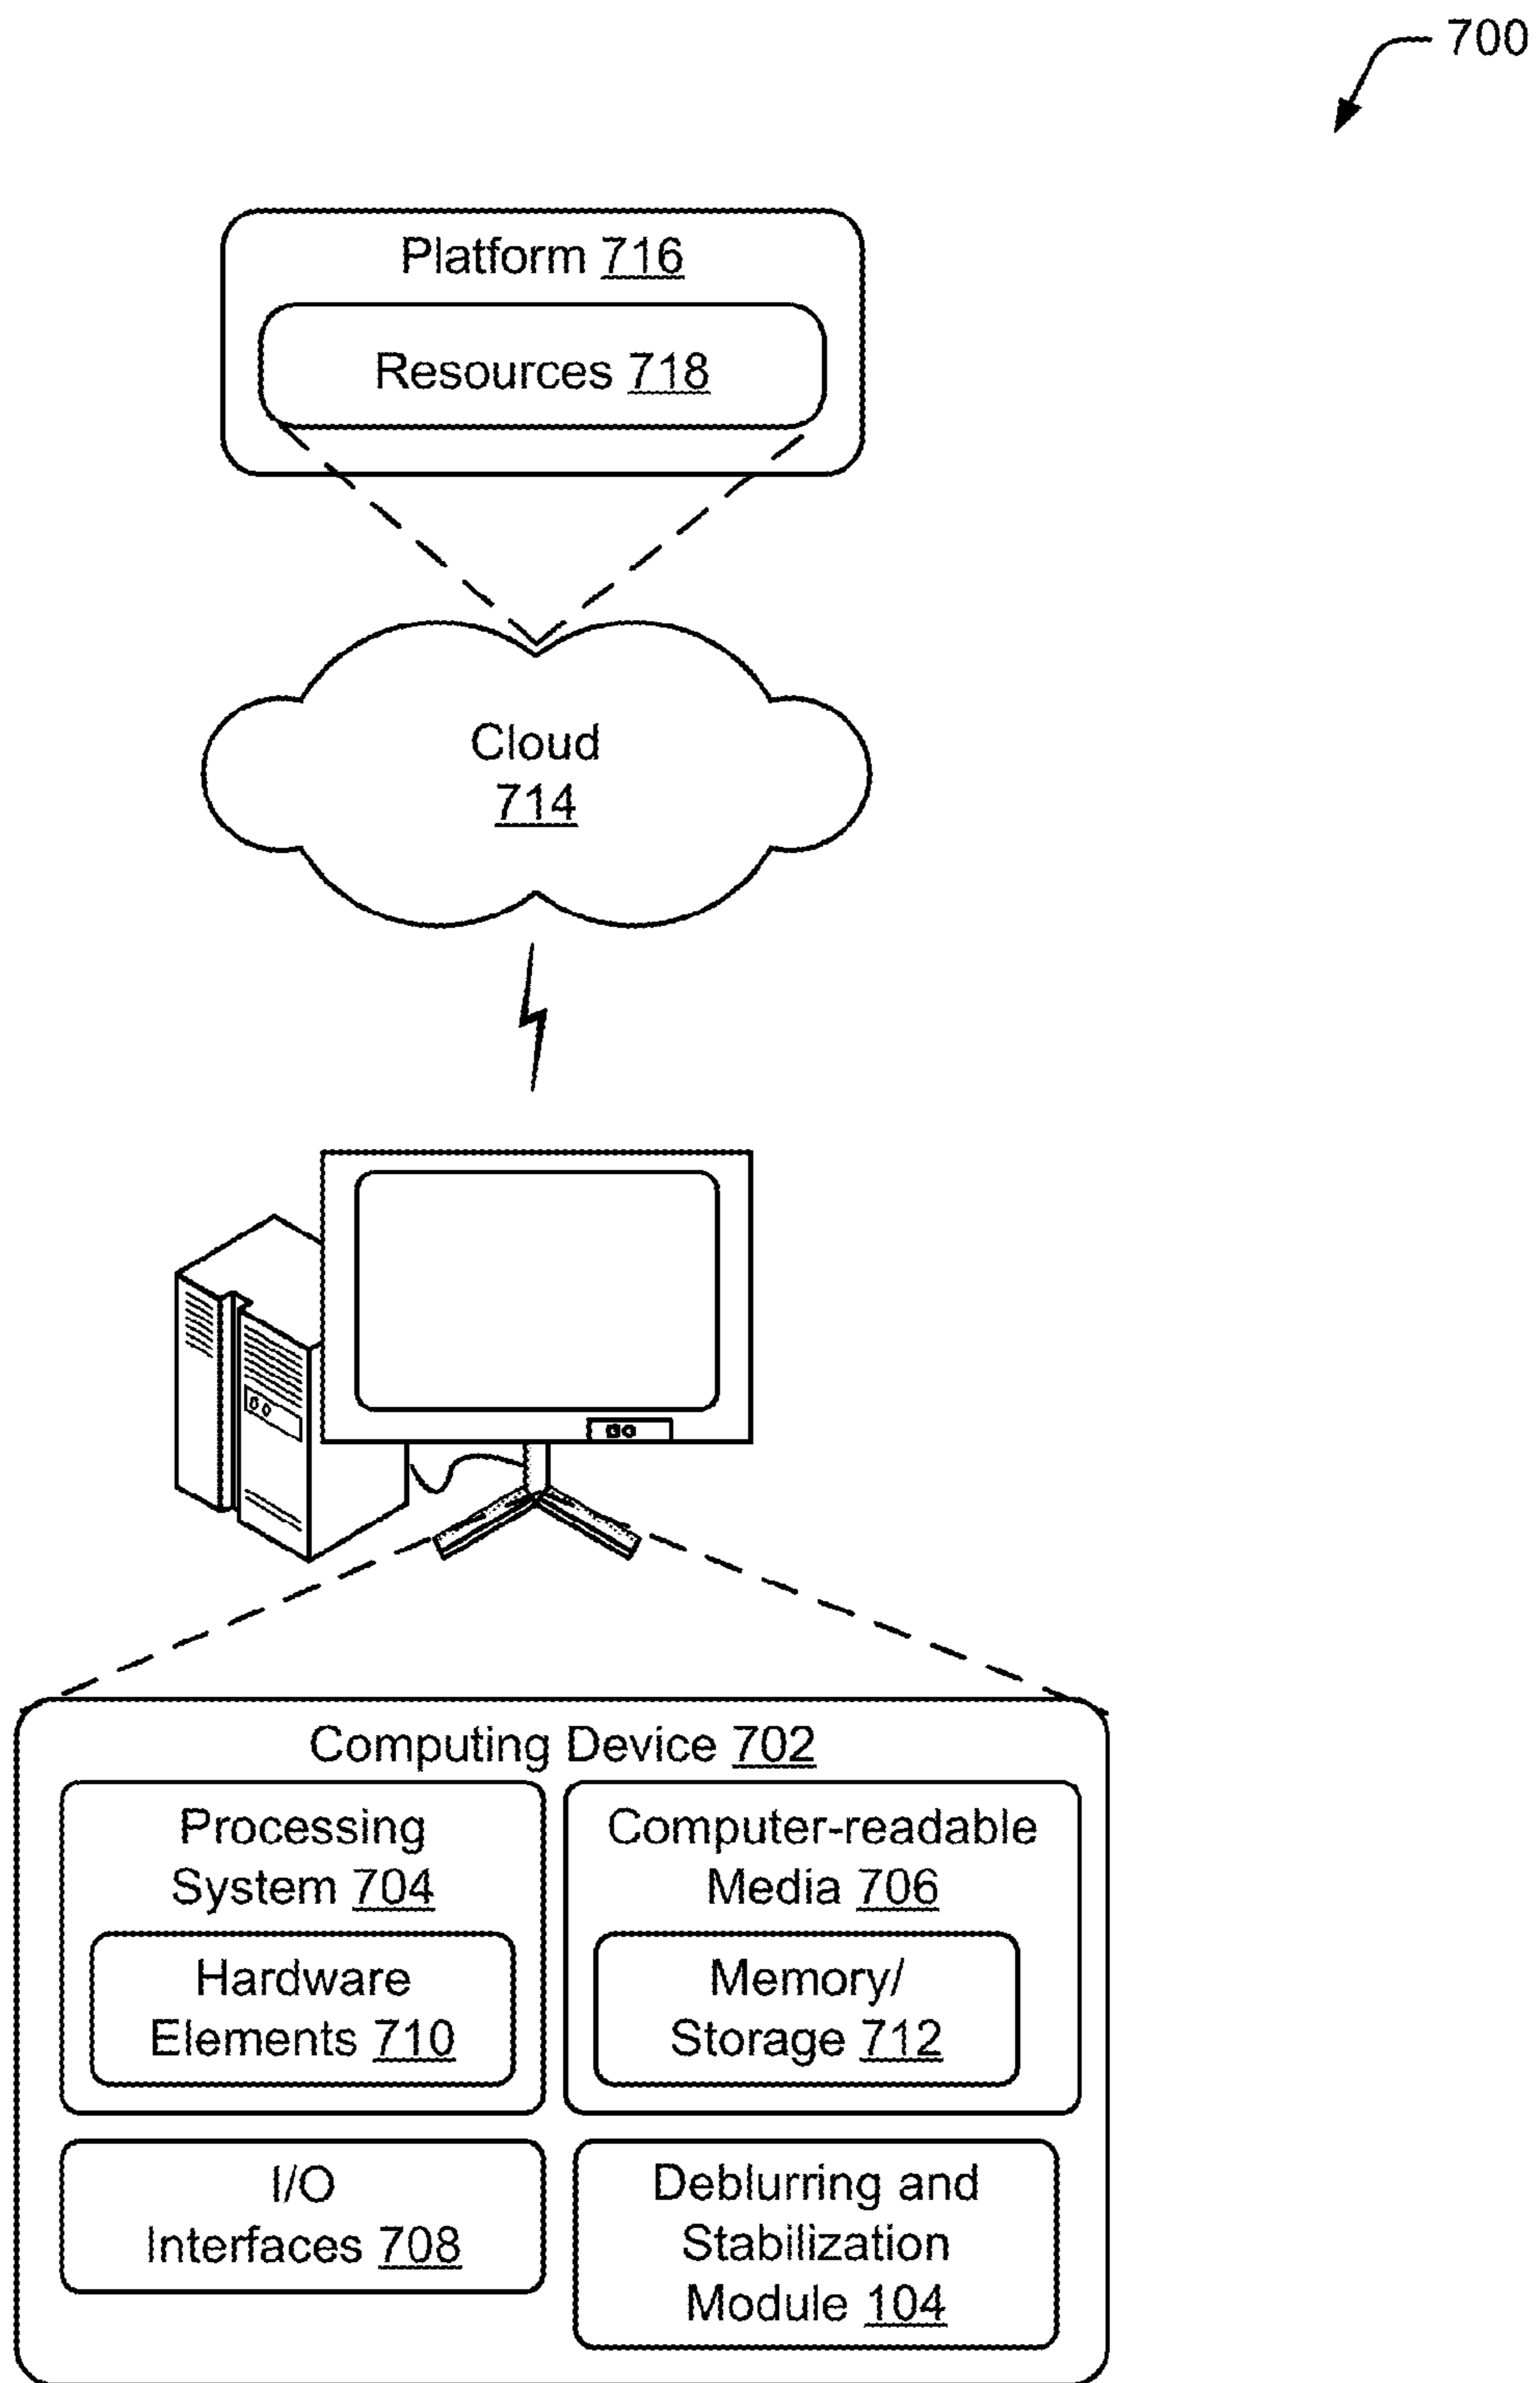 700
Platform 716
Resources 718
Cloud
714
Computing Device 702
Processing
System 704
Hardware
Elements 710
Computer-readable
Media 706
Memory/
Storage 712
I/O
Interfaces 708
Deblurring and
Stabilization
Module 104